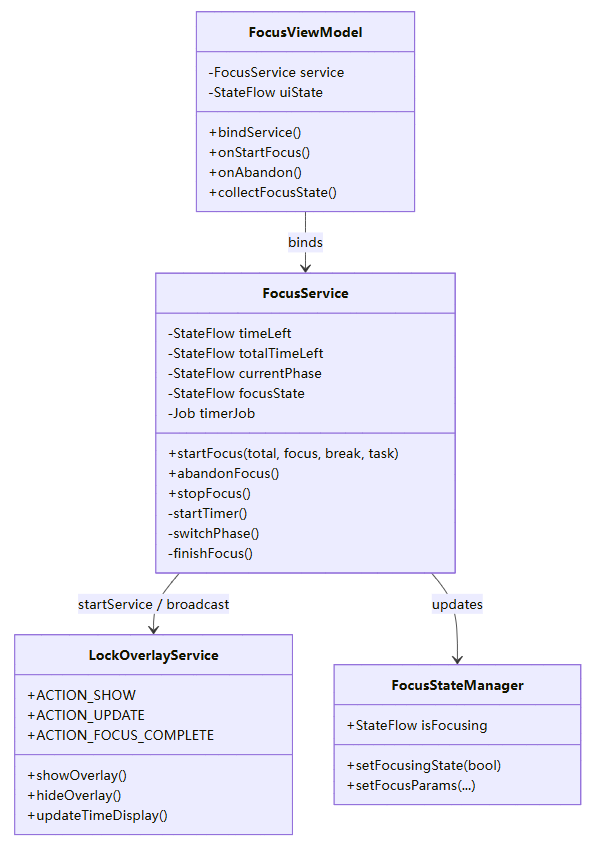 FocusViewModel
-FocusService service
-StateFlow uiState
+bindService()
+onStartFocus()
+onAbandon()
+collectFocusState()
binds
FocusService
-StateFlow timeLeft
-StateFlow totalTimeLeft
-StateFlow currentPhase
-StateFlow focusState
-Job timerJob
+startFocus(total, focus, break, task)
+abandonFocus()
+stopFocus()
-startTimer()
-switchPhase()
-finishFocus()
startService / broadcast
updates
LockOverlayService
+ACTION_SHOW
+ACTION_UPDATE
+ACTION_FOCUS_COMPLETE
+showOverlay()
+hideOverlay()
+updateTimeDisplay()
FocusStateManager
+StateFlow isFocusing
+setFocusingState(bool)
+setFocusParams(...)